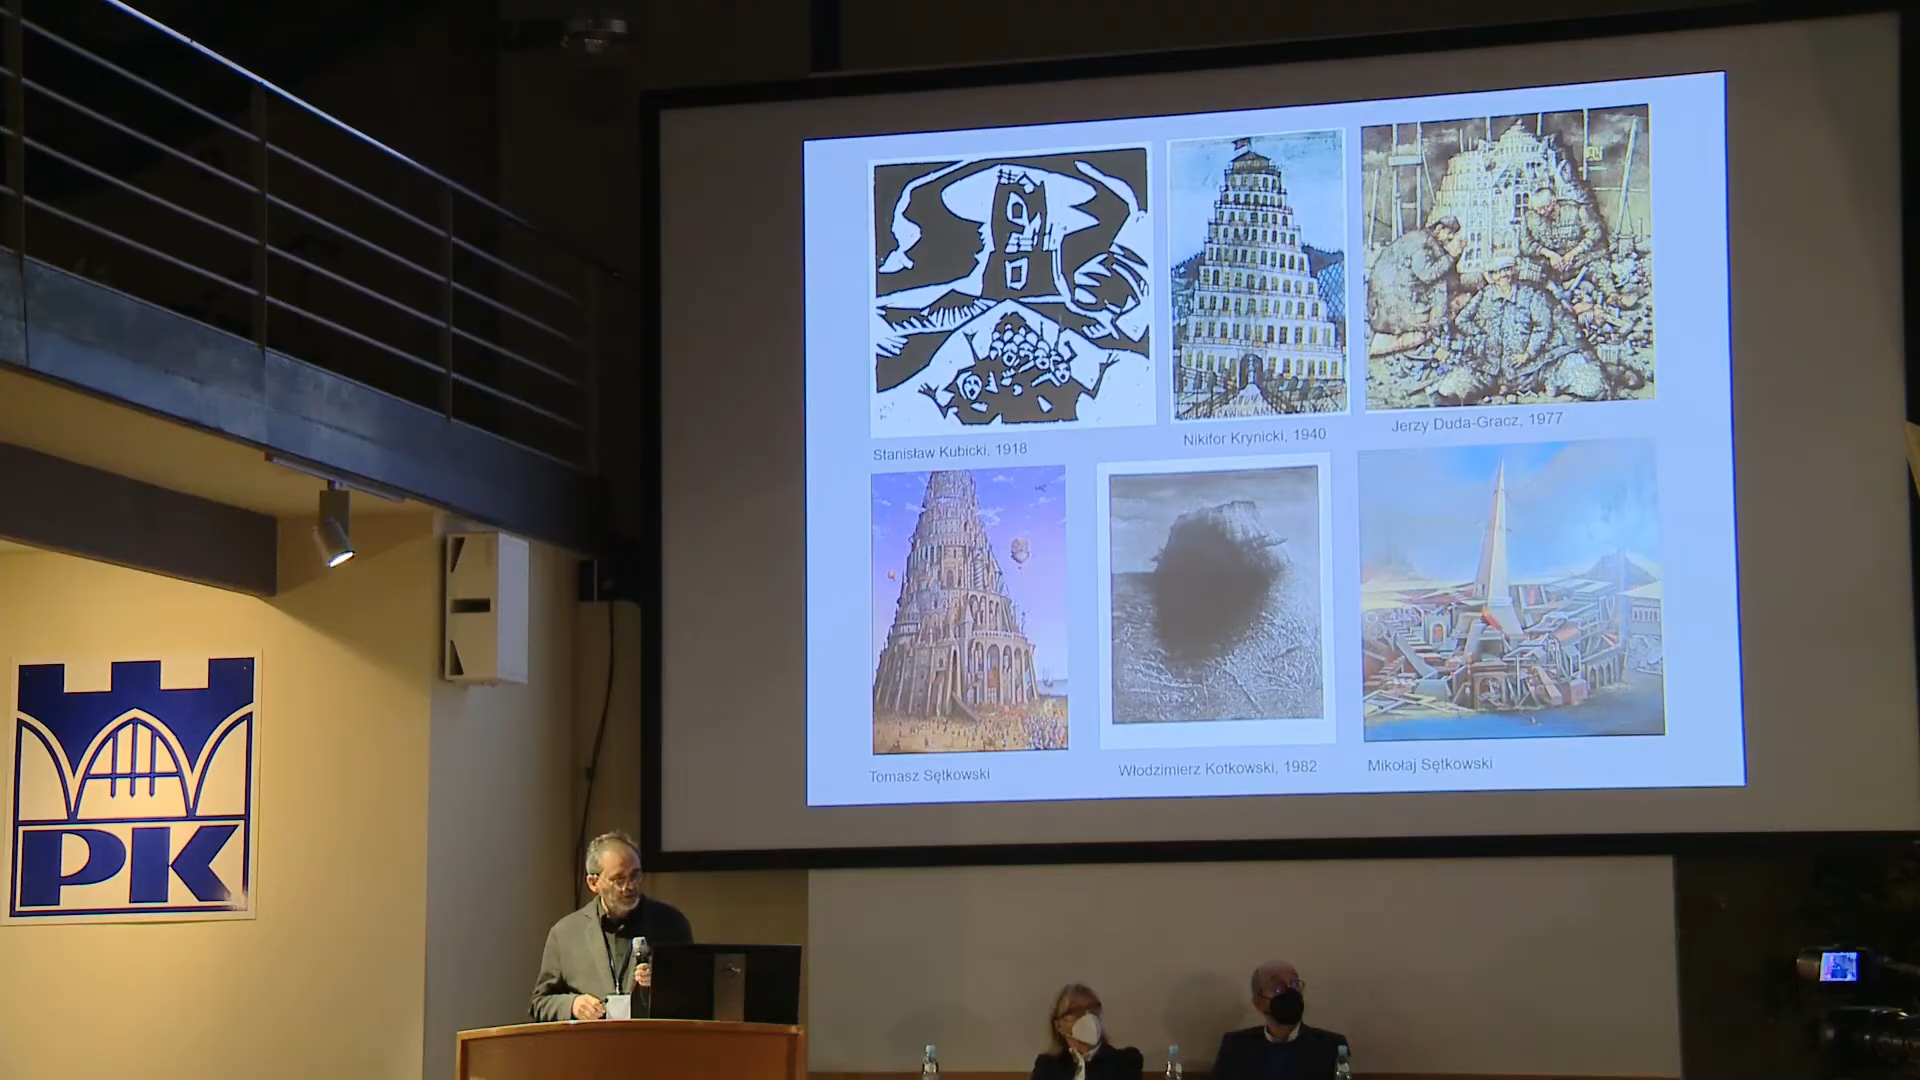 Stanisław Kubicki, 1918
Nikifor Krynicki, 1940
Jerzy Duda-Gracz, 1977
Tomasz Sętkowski
Włodzimierz Kotkowski, 1982
Mikołaj Sętkowski
PK